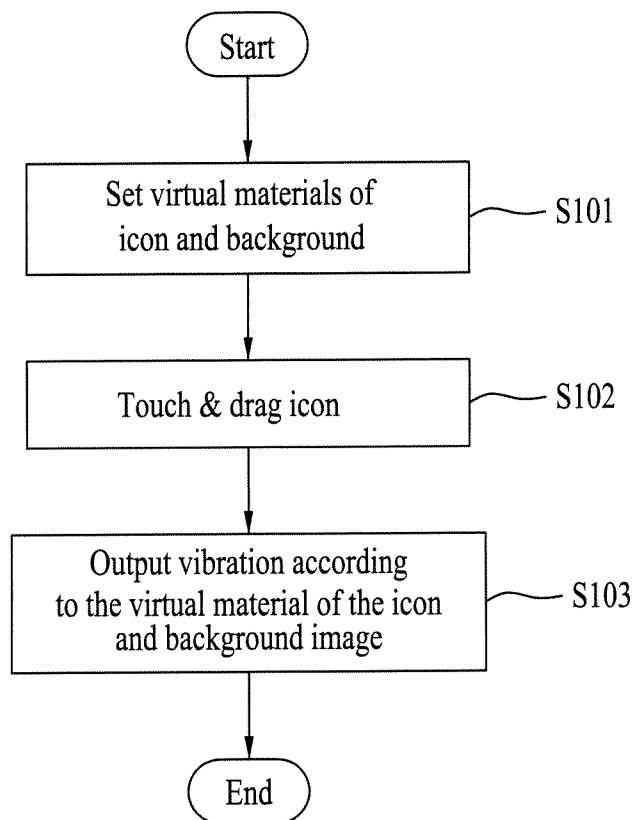 Start
Set virtual materials of
icon and background
S101
Touch & drag icon
S102
Output vibration according
to the virtual material of the icon
and background image
S103
End